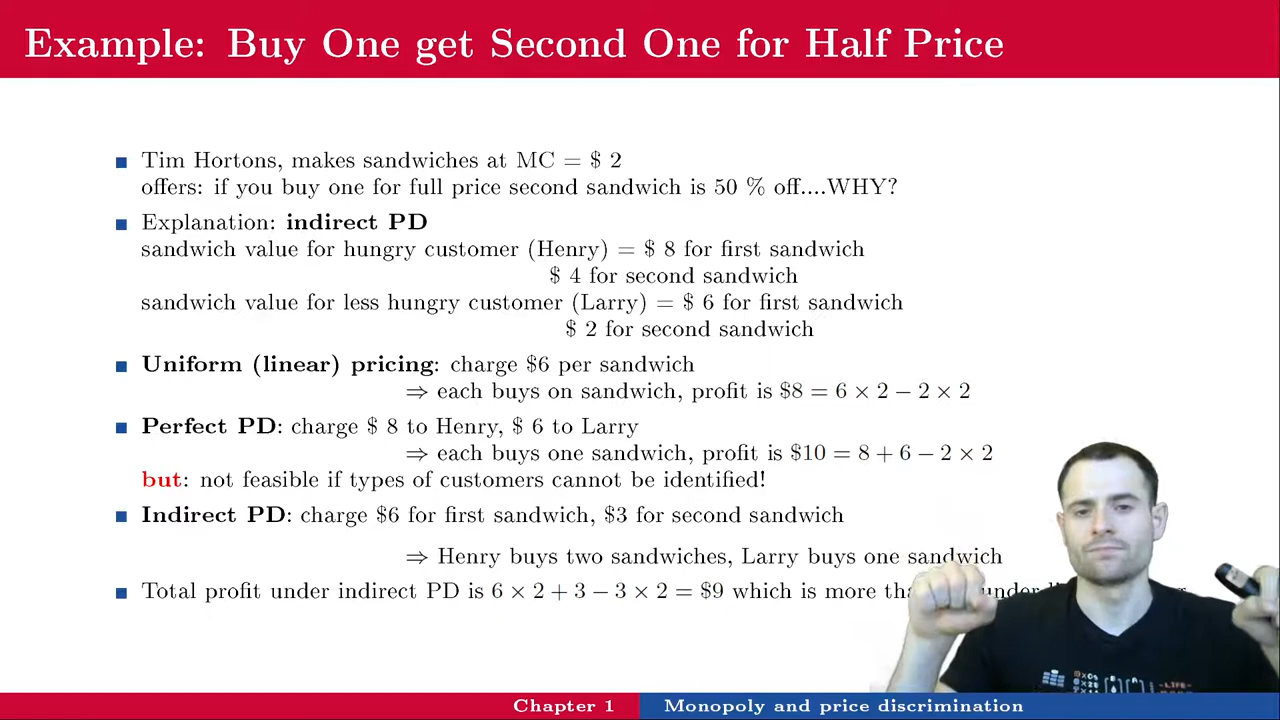 Example: Buy One get Second One for Half Price
Tim Hortons, makes sandwiches at MC = $ 2
offers: if you buy one for full price second sandwich is 50 % off....WHY?
Explanation: indirect PD
sandwich value for hungry customer (Henry) = $ 8 for first sandwich
$ 4 for second sandwich
sandwich value for less hungry customer (Larry) = $ 6 for first sandwich
$ 2 for second sandwich
Uniform (linear) pricing: charge $6 per sandwich
⇒ each buys on sandwich, profit is $8 = 6 × 2 − 2 × 2
Perfect PD: charge $ 8 to Henry, $ 6 to Larry
⇒ each buys one sandwich, profit is $10 = 8 + 6 − 2 × 2
but: not feasible if types of customers cannot be identified!
Indirect PD: charge $6 for first sandwich, $3 for second sandwich
⇒ Henry buys two sandwiches, Larry buys one sandwich
Total profit under indirect PD is 6 × 2 + 3 − 3 × 2 = $9 which is more under
Chapter 1 Monopoly and price discrimination